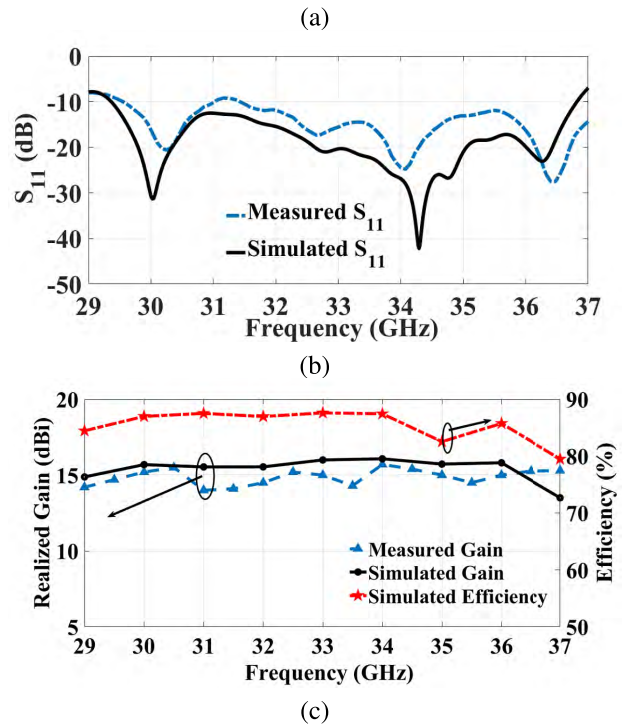 (a)
0
-10
-20
-30
-40
-50
S11 (dB)
Measured S11
Simulated S11
29 30 31 32 33 34 35 36 37
Frequency (GHz)
(b)
20
15
15
5
Realized Gain (dBi)
90
80
70
60
50
Efficiency (%)
Measured Gain
Simulated Gain
Simulated Efficiency
29 30 31 32 33 34 35 36 37
Frequency (GHz)
(c)